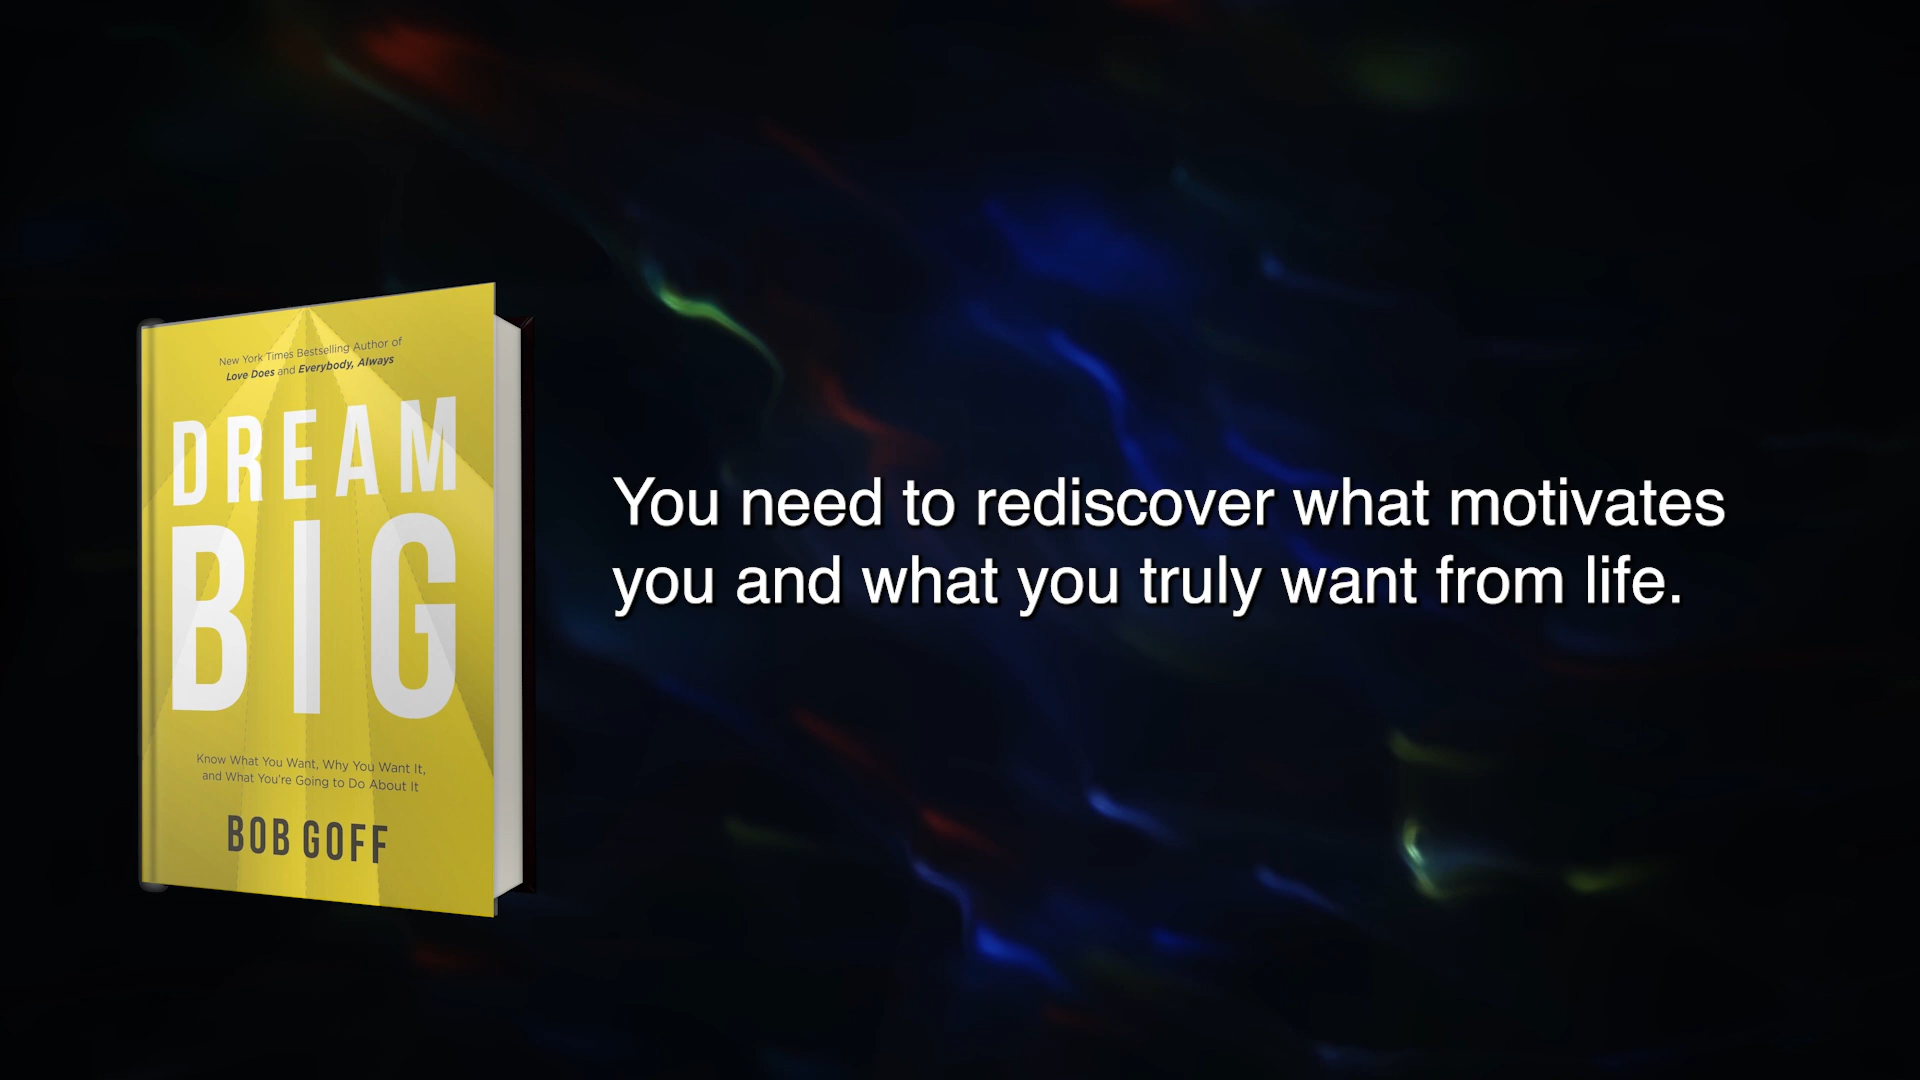 New York Times Bestselling Author of
Love Does and Everybody, Always
DREAM
BIG
Know What You Want, Why You Want It,
and What You're Going to Do About It
BOB GOFF
You need to rediscover what motivates
you and what you truly want from life.